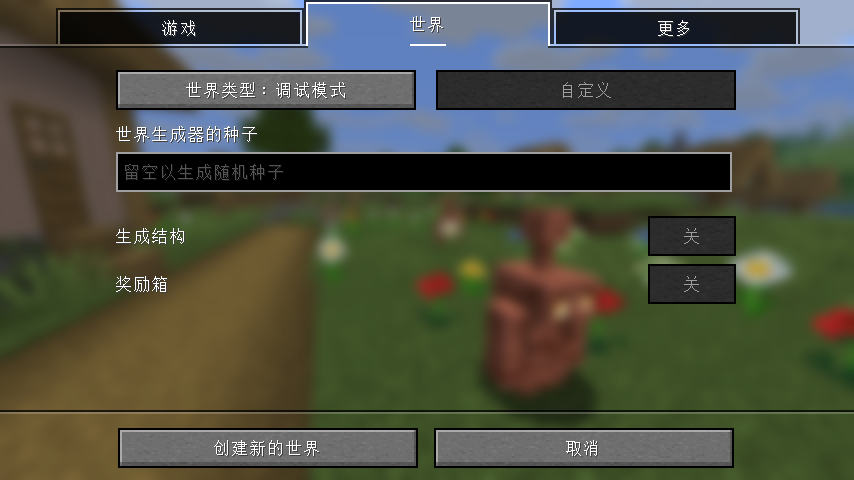 游戏 世界 更多
世界类型：调试模式 自定义
世界生成器的种子
留空以生成随机种子
生成结构 关
奖励箱 关
创建新的世界 取消